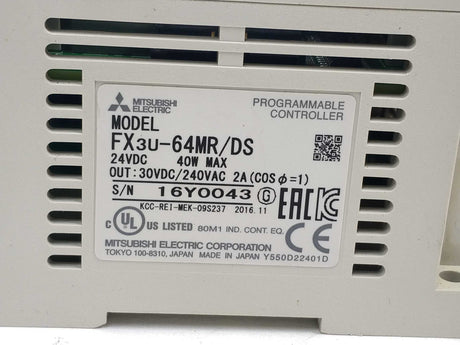 MITSUBISHI
ELECTRIC
PROGRAMMABLE
CONTROLLER
MODEL
FX3U-64MR/DS
24VDC 40W MAX
OUT:30VDC/240VAC 2A(COSφ=1)
S/N 16Y0043 G
KCC-REI-MEK-09S237 2016.11
EAC
C UL US LISTED 80M1 IND. CONT. EQ.
MITSUBISHI ELECTRIC CORPORATION
TOKYO 100-8310, JAPAN MADE IN JAPAN Y550D22401D